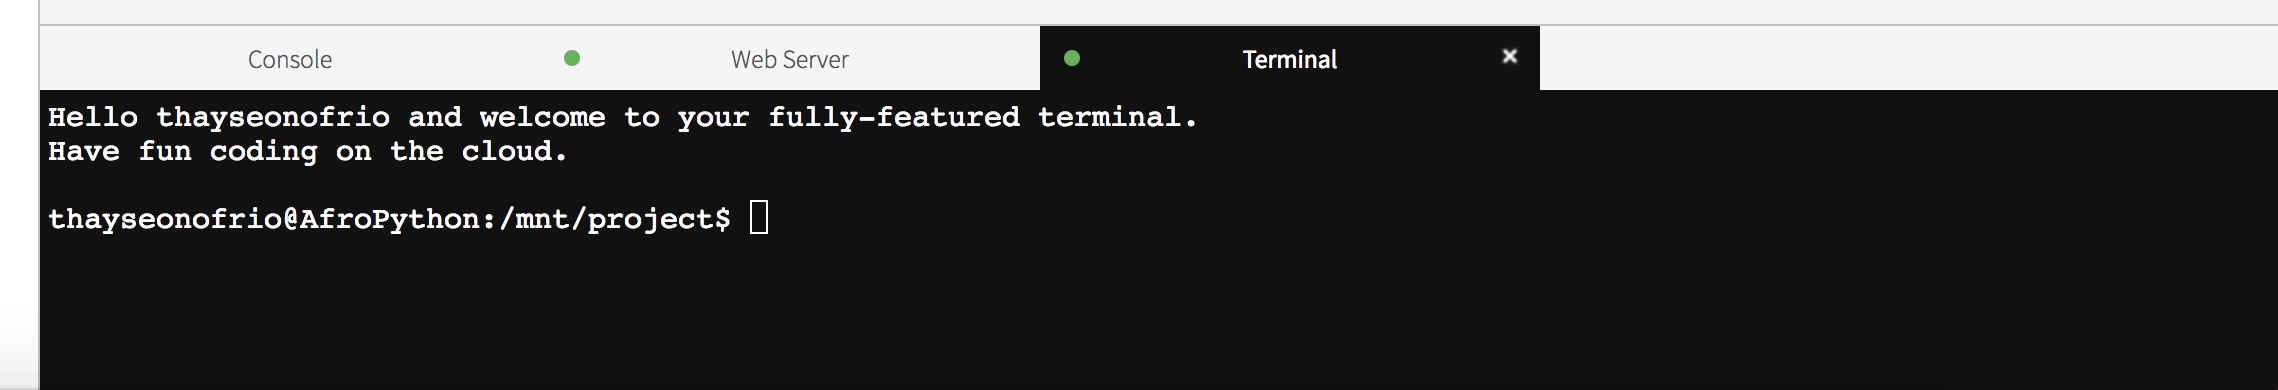 Console Web Server Terminal ×
Hello thayseonofrio and welcome to your fully-featured terminal.
Have fun coding on the cloud.
thayseonofrio@AfroPython:/mnt/project$